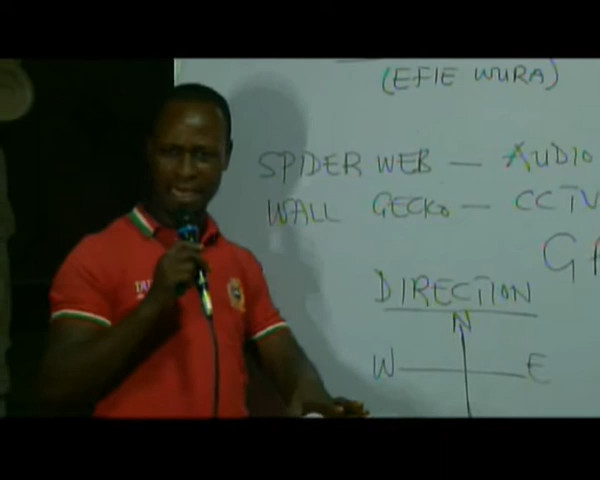 (EFIE WURA)
SPIDER WEB — AUDIO
WALL GECKO — CCTV
DIRECTION
N
W E